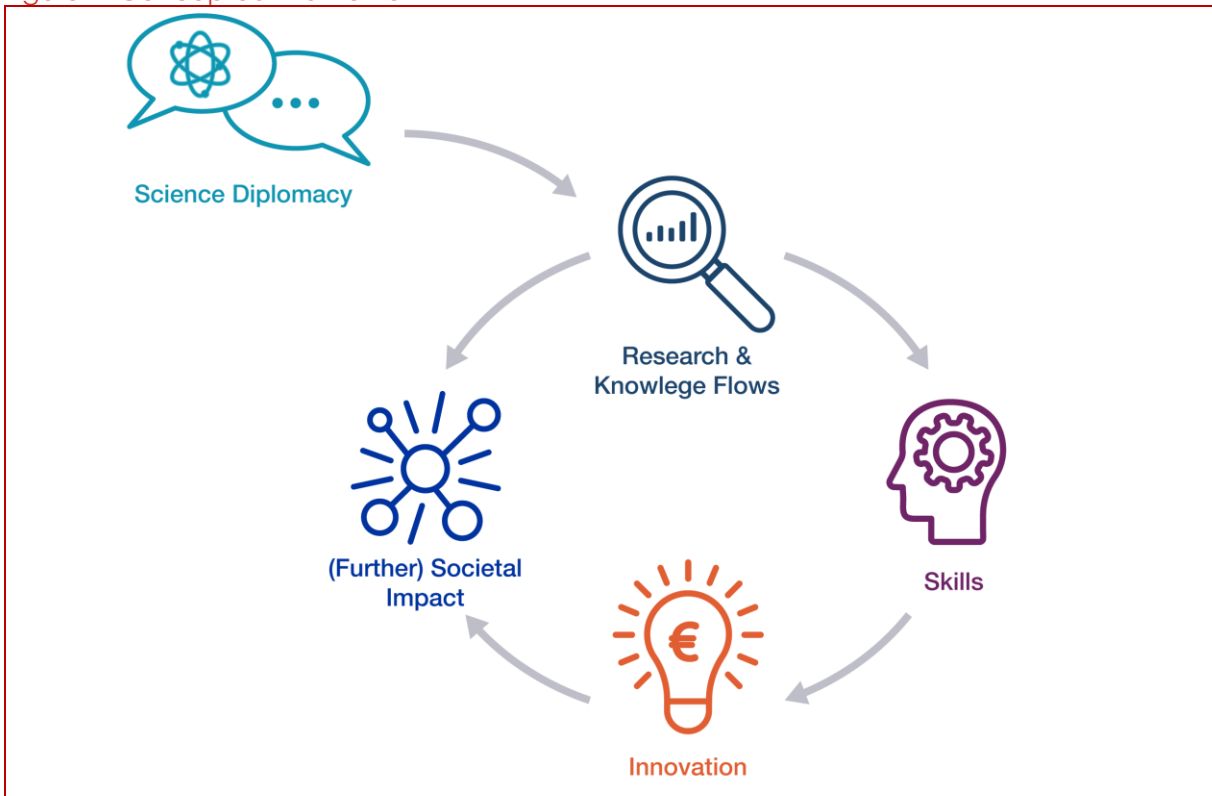 Science Diplomacy
Research &
Knowlege Flows
(Further) Societal
Impact
Skills
€
Innovation